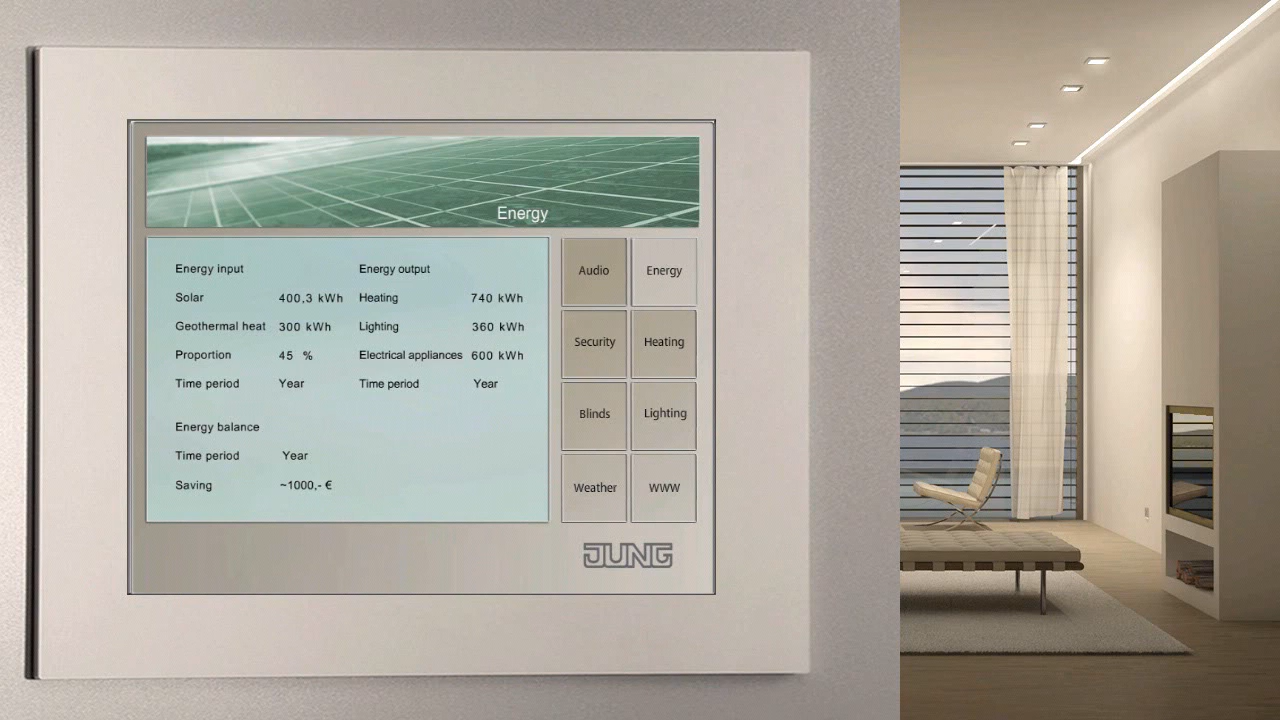 Energy
Energy input
Solar 400,3 kWh
Geothermal heat 300 kWh
Proportion 45 %
Time period Year
Energy output
Heating 740 kWh
Lighting 360 kWh
Electrical appliances 600 kWh
Time period Year
Energy balance
Time period Year
Saving ~1000,- €
Audio Energy
Security Heating
Blinds Lighting
Weather WWW
JUNG